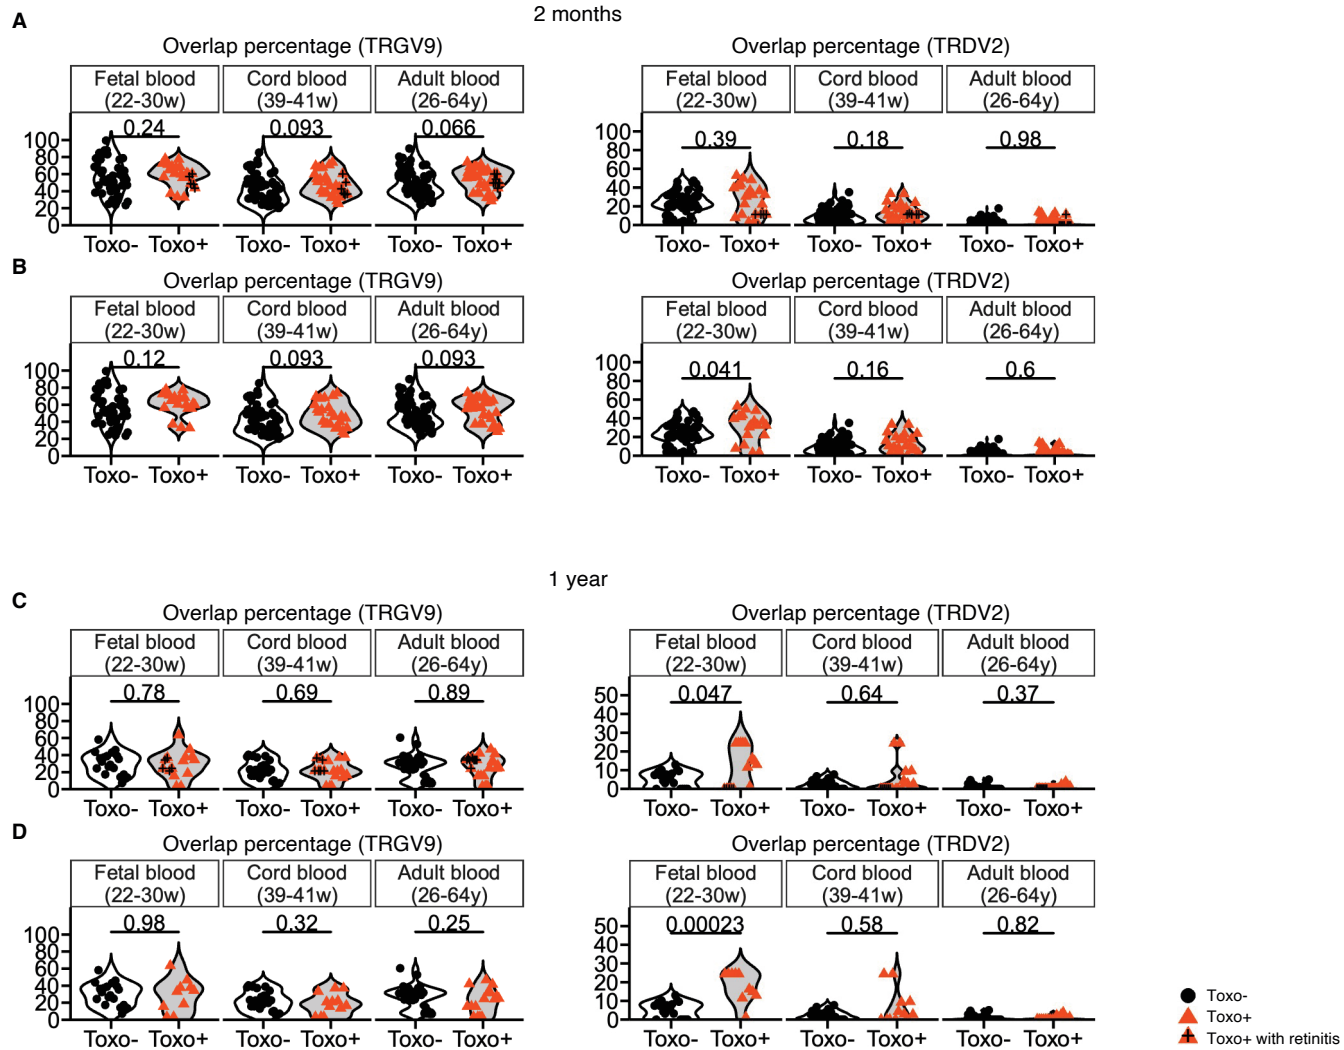 2 months
A
Overlap percentage (TRGV9)
Overlap percentage (TRDV2)
Fetal blood (22-30w)
Cord blood (39-41w)
Adult blood (26-64y)
Fetal blood (22-30w)
Cord blood (39-41w)
Adult blood (26-64y)
0.24
0.093
0.066
0.39
0.18
0.98
100
80
60
40
20
0
100
80
60
40
20
0
Toxo- Toxo+ Toxo- Toxo+ Toxo- Toxo+
Toxo- Toxo+ Toxo- Toxo+ Toxo- Toxo+
B
Overlap percentage (TRGV9)
Overlap percentage (TRDV2)
Fetal blood (22-30w)
Cord blood (39-41w)
Adult blood (26-64y)
Fetal blood (22-30w)
Cord blood (39-41w)
Adult blood (26-64y)
0.12
0.093
0.093
0.041
0.16
0.6
100
80
60
40
20
0
100
80
60
40
20
0
Toxo- Toxo+ Toxo- Toxo+ Toxo- Toxo+
Toxo- Toxo+ Toxo- Toxo+ Toxo- Toxo+
1 year
C
Overlap percentage (TRGV9)
Overlap percentage (TRDV2)
Fetal blood (22-30w)
Cord blood (39-41w)
Adult blood (26-64y)
Fetal blood (22-30w)
Cord blood (39-41w)
Adult blood (26-64y)
0.78
0.69
0.89
0.047
0.64
0.37
100
80
60
40
20
0
50
40
30
20
10
0
Toxo- Toxo+ Toxo- Toxo+ Toxo- Toxo+
Toxo- Toxo+ Toxo- Toxo+ Toxo- Toxo+
D
Overlap percentage (TRGV9)
Overlap percentage (TRDV2)
Fetal blood (22-30w)
Cord blood (39-41w)
Adult blood (26-64y)
Fetal blood (22-30w)
Cord blood (39-41w)
Adult blood (26-64y)
0.98
0.32
0.25
0.00023
0.58
0.82
100
80
60
40
20
0
50
40
30
20
10
0
Toxo- Toxo+ Toxo- Toxo+ Toxo- Toxo+
Toxo- Toxo+ Toxo- Toxo+ Toxo- Toxo+
Toxo-
Toxo+
Toxo+ with retinitis